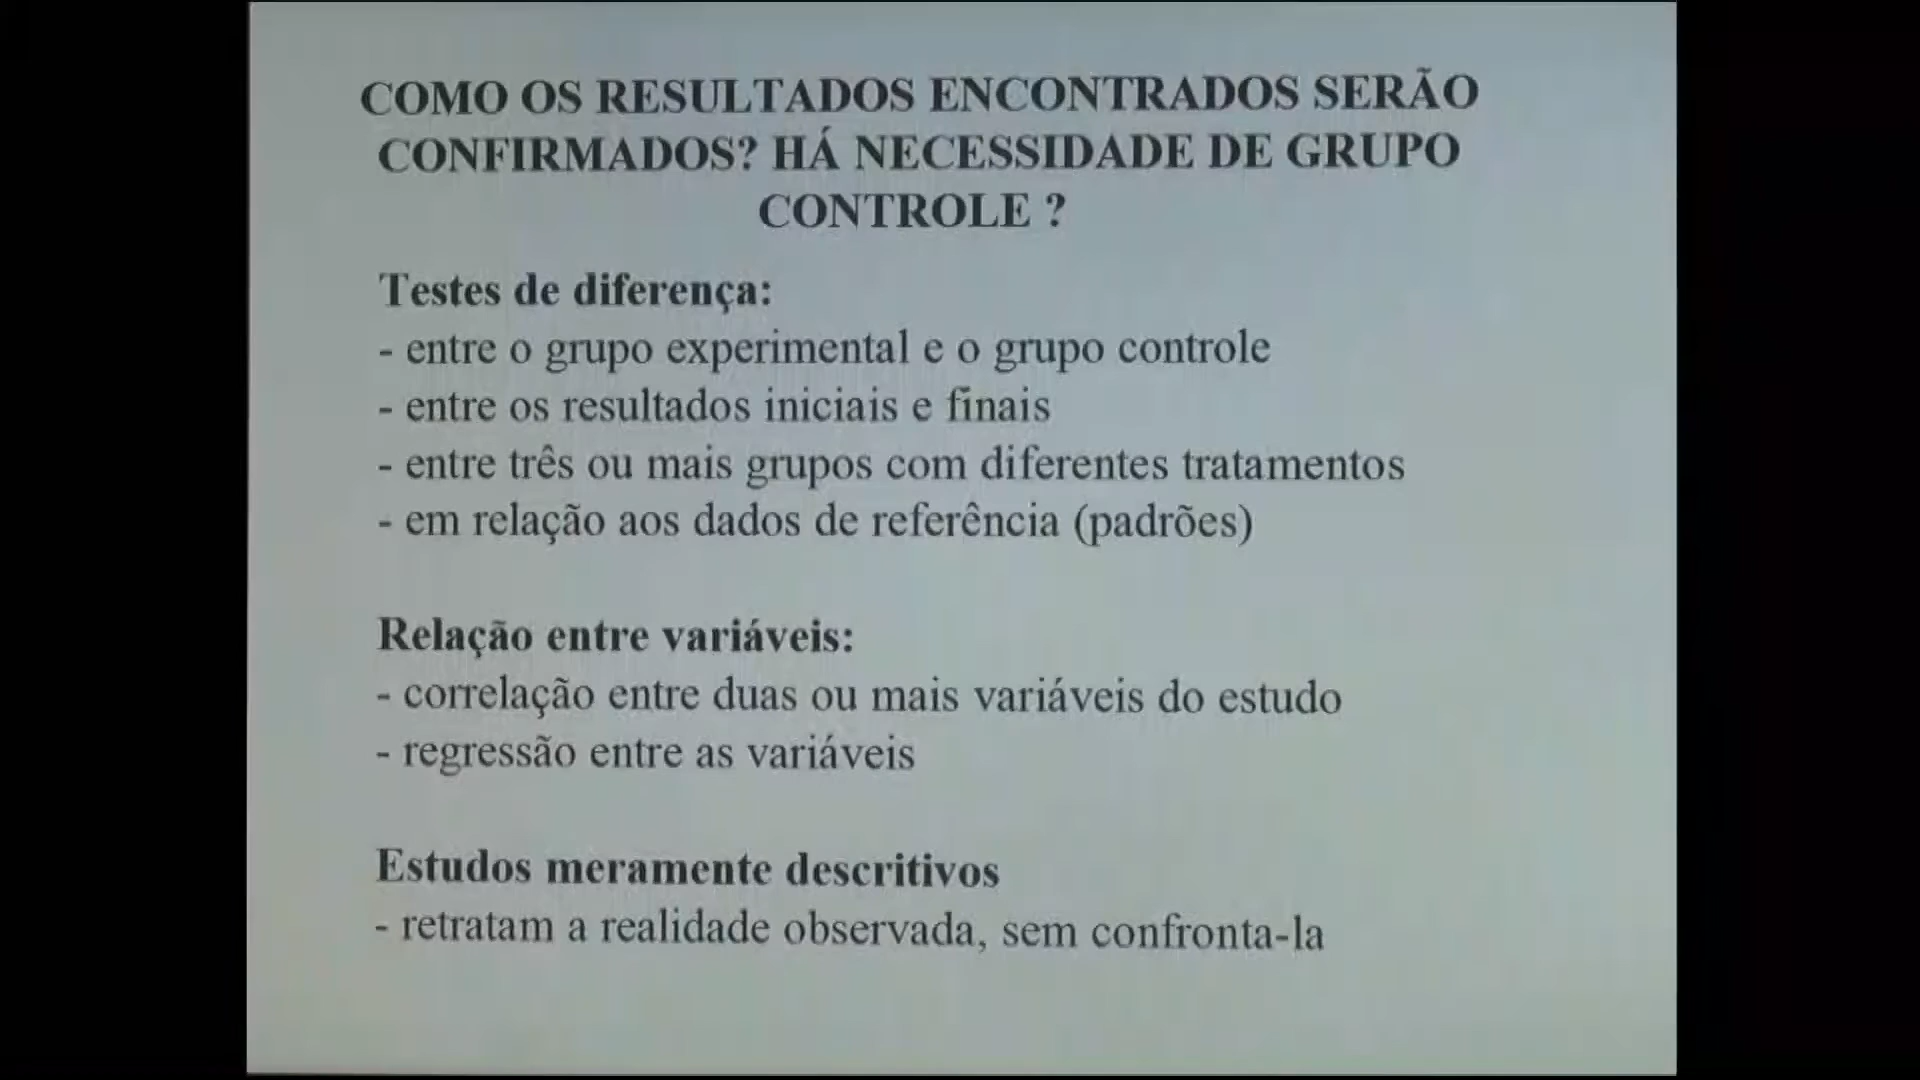 COMO OS RESULTADOS ENCONTRADOS SERÃO
CONFIRMADOS? HÁ NECESSIDADE DE GRUPO
CONTROLE ?
Testes de diferença:
- entre o grupo experimental e o grupo controle
- entre os resultados iniciais e finais
- entre três ou mais grupos com diferentes tratamentos
- em relação aos dados de referência (padrões)
Relação entre variáveis:
- correlação entre duas ou mais variáveis do estudo
- regressão entre as variáveis
Estudos meramente descritivos
- retratam a realidade observada, sem confronta-la